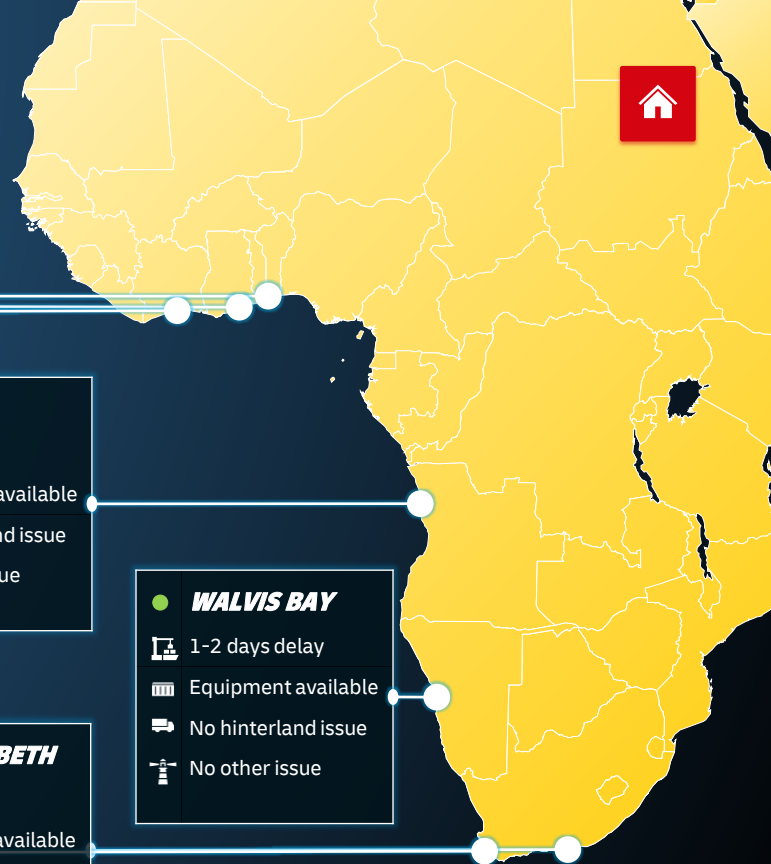 available
nd issue
ue
WALVIS BAY
1-2 days delay
Equipment available
No hinterland issue
No other issue
BETH
available